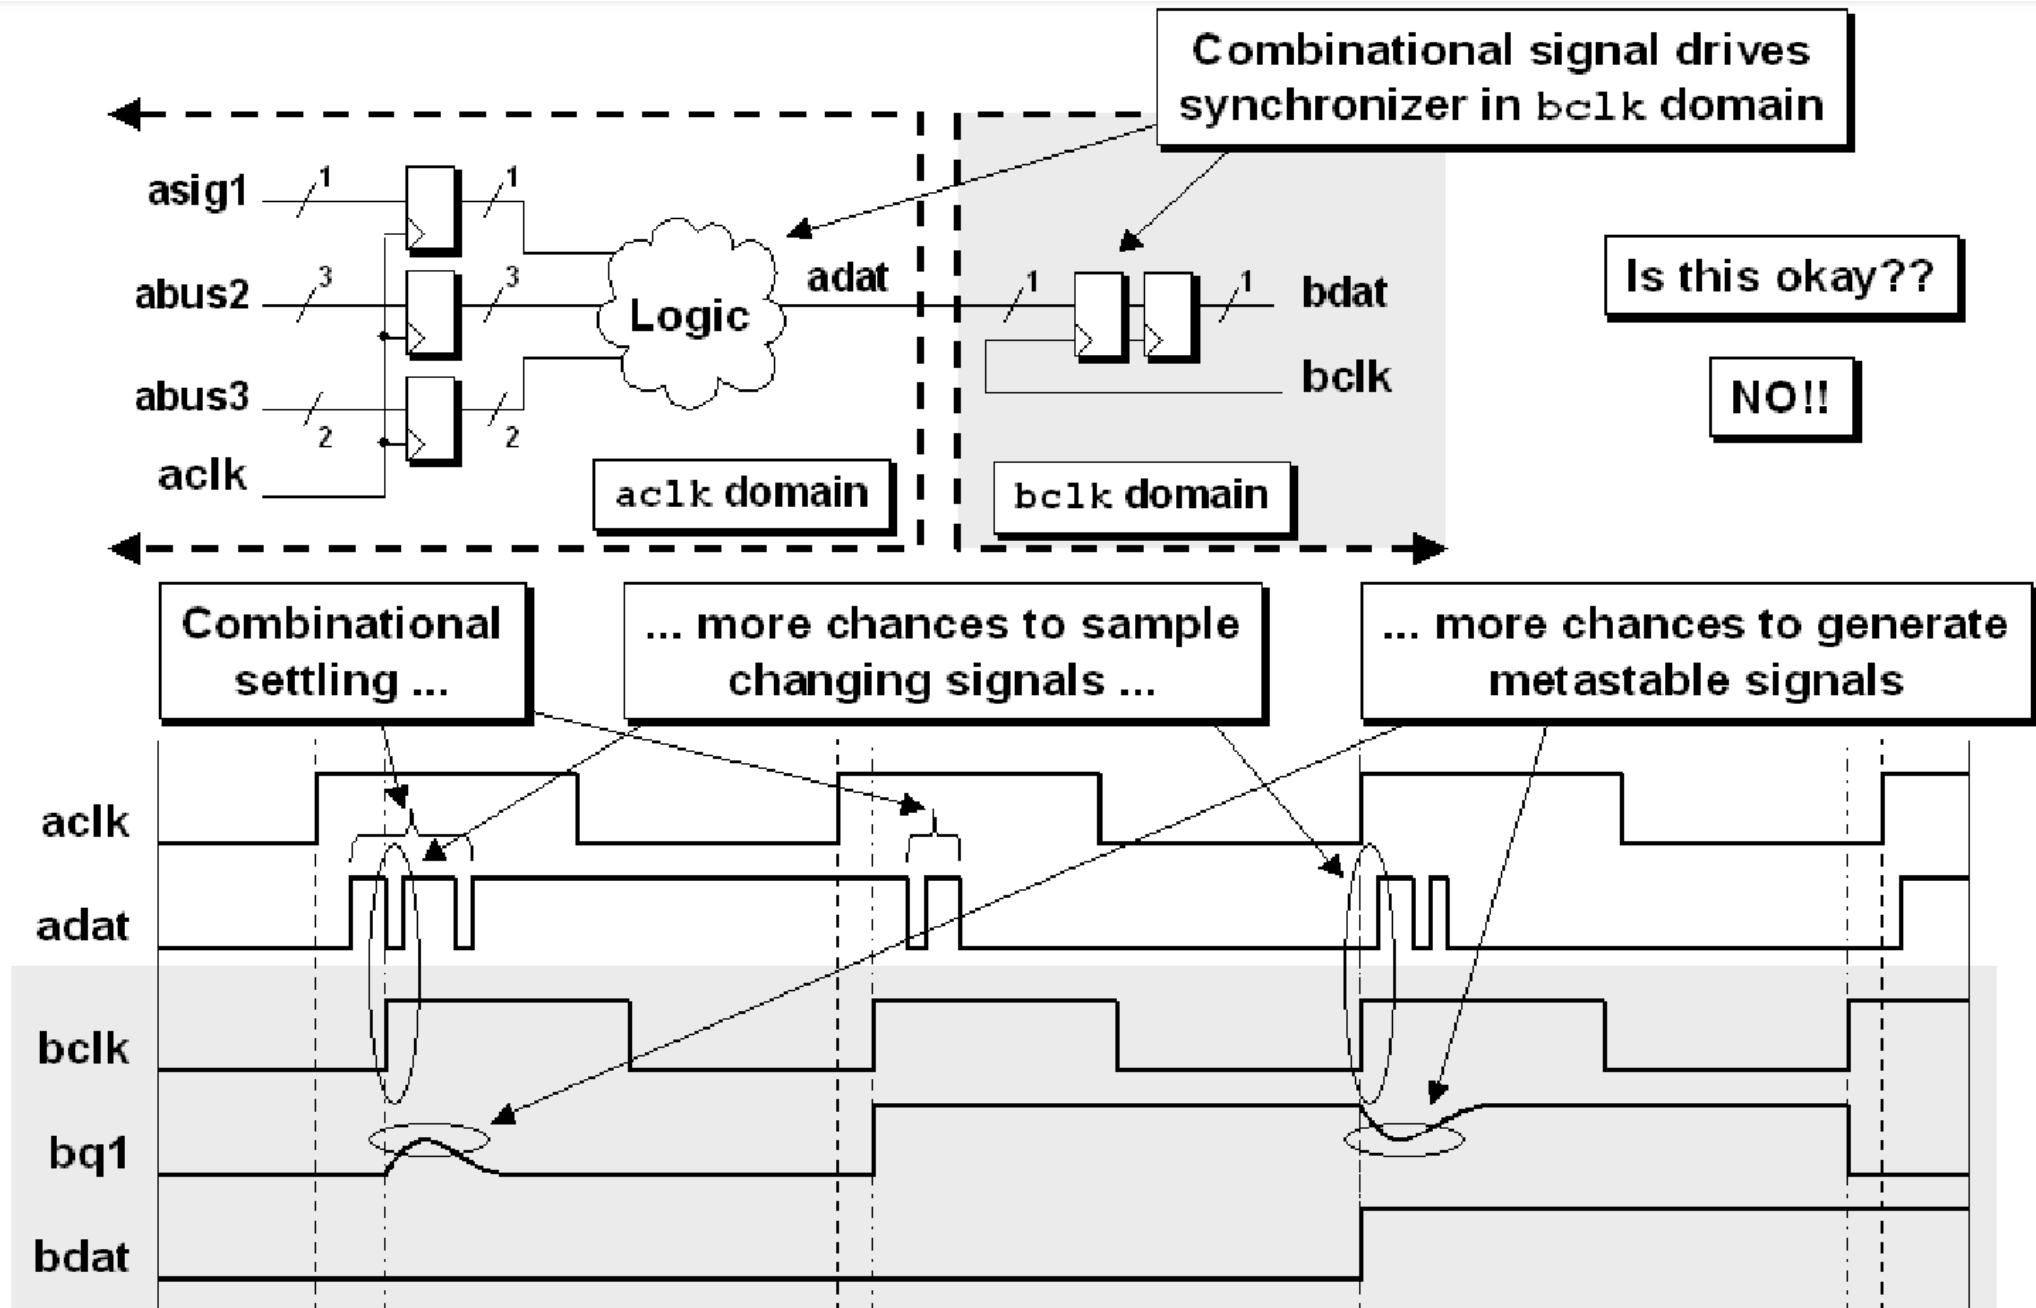 Combinational signal drives
synchronizer in bclk domain
asig1
1
1
abus2
3
3
abus3
2
2
aclk
Logic
adat
1
1
bdat
bclk
Is this okay??
NO!!
aclk domain
bclk domain
Combinational
settling ...
... more chances to sample
changing signals ...
... more chances to generate
metastable signals
aclk
adat
bclk
bq1
bdat